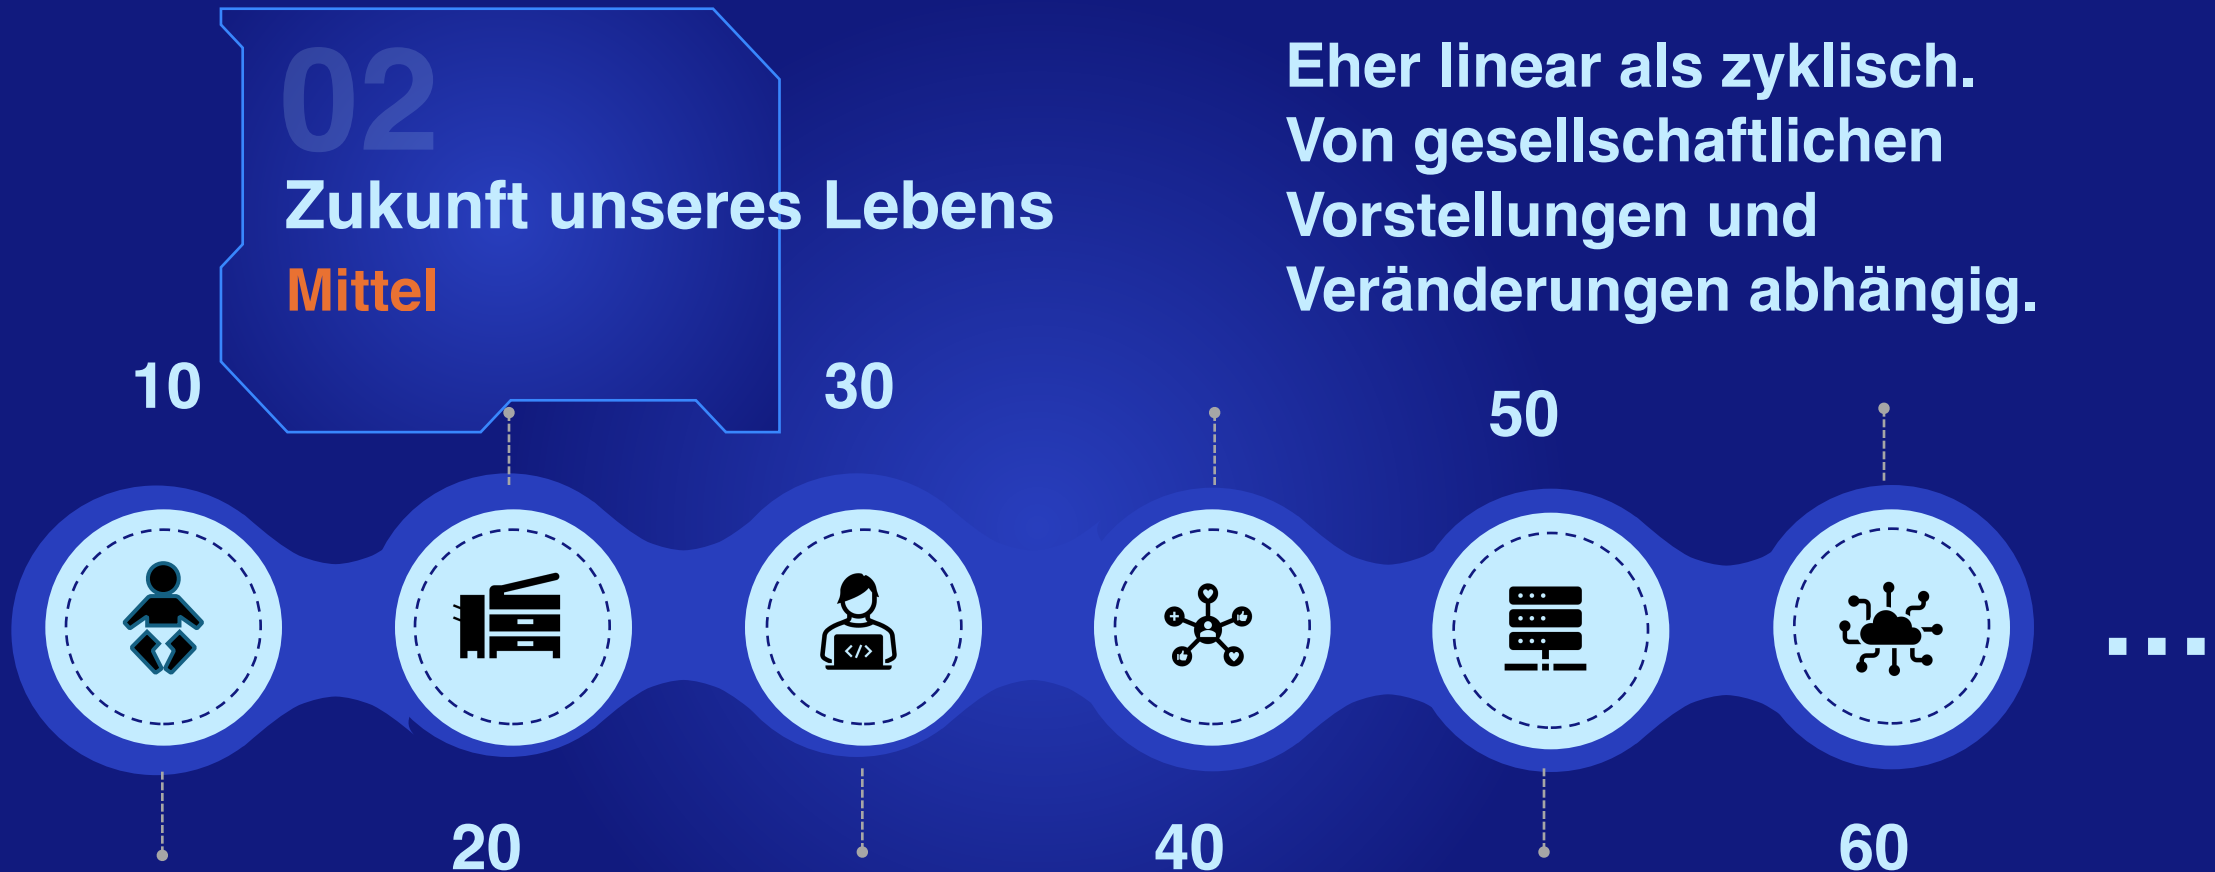 02
Zukunft unseres Lebens
Mittel
Eher linear als zyklisch.
Von gesellschaftlichen
Vorstellungen und
Veränderungen abhängig.
10
30
50
</>
...
20
40
60